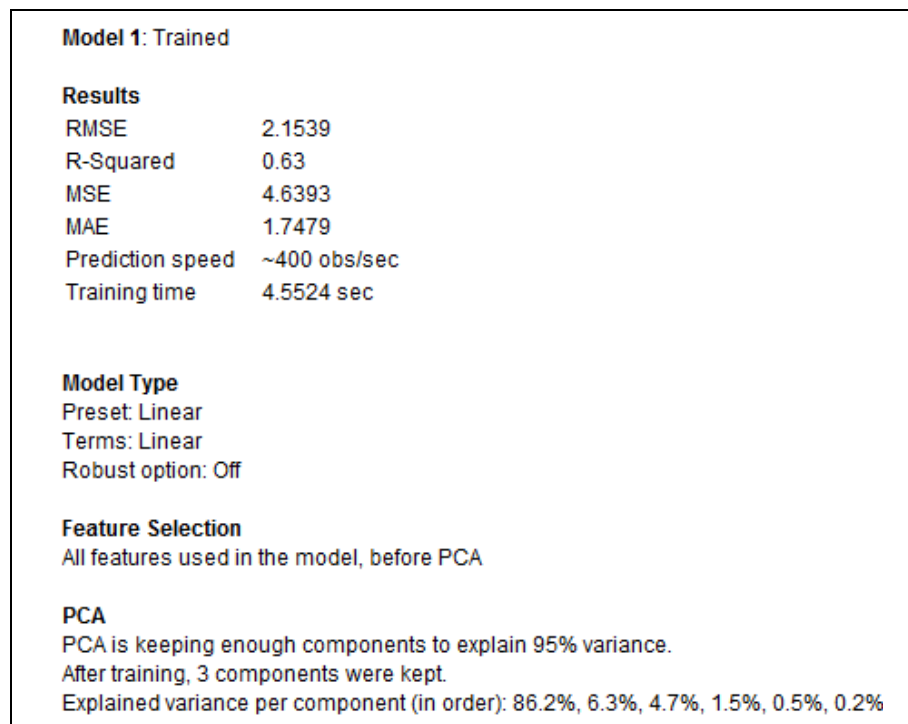 Model 1: Trained
Results
RMSE 2.1539
R-Squared 0.63
MSE 4.6393
MAE 1.7479
Prediction speed ~400 obs/sec
Training time 4.5524 sec
Model Type
Preset: Linear
Terms: Linear
Robust option: Off
Feature Selection
All features used in the model, before PCA
PCA
PCA is keeping enough components to explain 95% variance.
After training, 3 components were kept.
Explained variance per component (in order): 86.2%, 6.3%, 4.7%, 1.5%, 0.5%, 0.2%